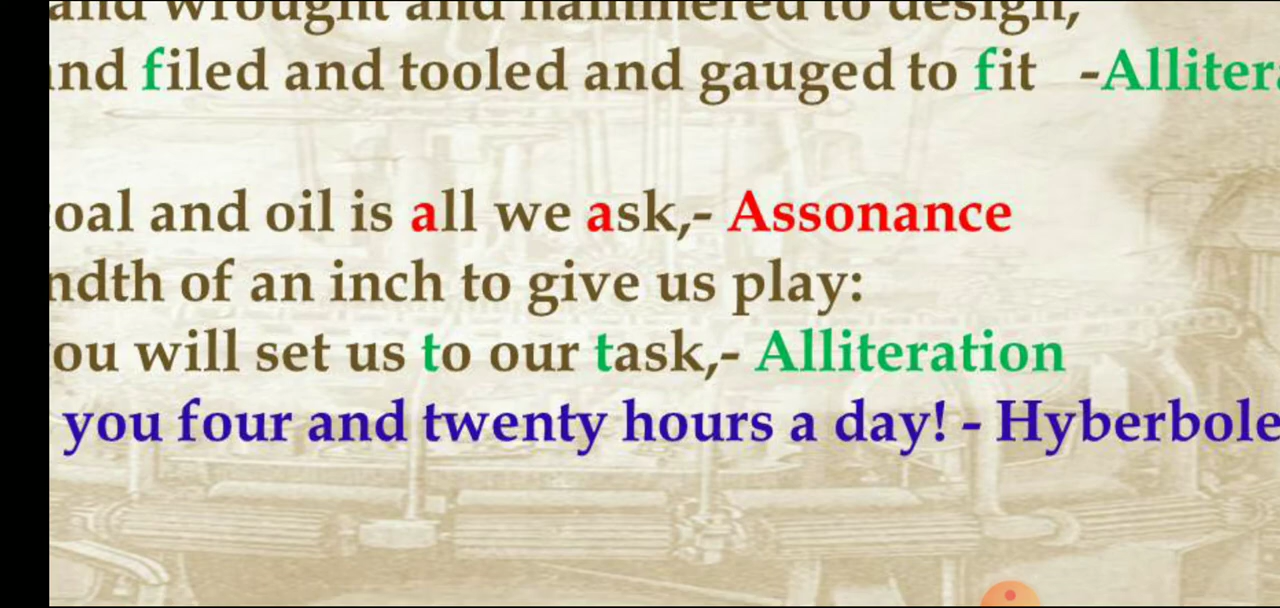 and wrought and hammered to design,
nd filed and tooled and gauged to fit -Alliter
oal and oil is all we ask,- Assonance
ndth of an inch to give us play:
ou will set us to our task,- Alliteration
you four and twenty hours a day! - Hyberbole